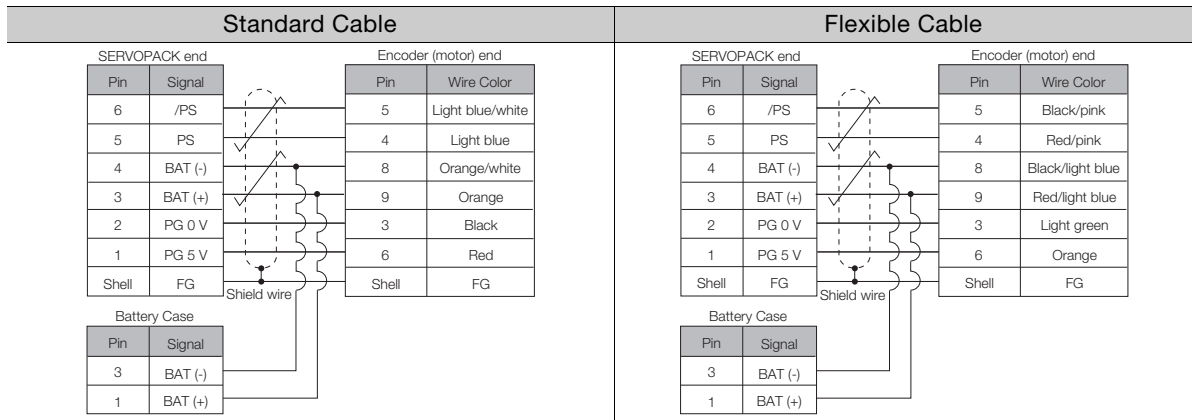 Standard Cable
SERVOPACK end
Encoder (motor) end
Pin Signal Pin Wire Color
6 /PS 5 Light blue/white
5 PS 4 Light blue
4 BAT (-) 8 Orange/white
3 BAT (+) 9 Orange
2 PG 0 V 3 Black
1 PG 5 V 6 Red
Shell FG Shell FG
Shield wire
Battery Case
Pin Signal
3 BAT (-)
1 BAT (+)
Flexible Cable
SERVOPACK end
Encoder (motor) end
Pin Signal Pin Wire Color
6 /PS 5 Black/pink
5 PS 4 Red/pink
4 BAT (-) 8 Black/light blue
3 BAT (+) 9 Red/light blue
2 PG 0 V 3 Light green
1 PG 5 V 6 Orange
Shell FG Shell FG
Shield wire
Battery Case
Pin Signal
3 BAT (-)
1 BAT (+)